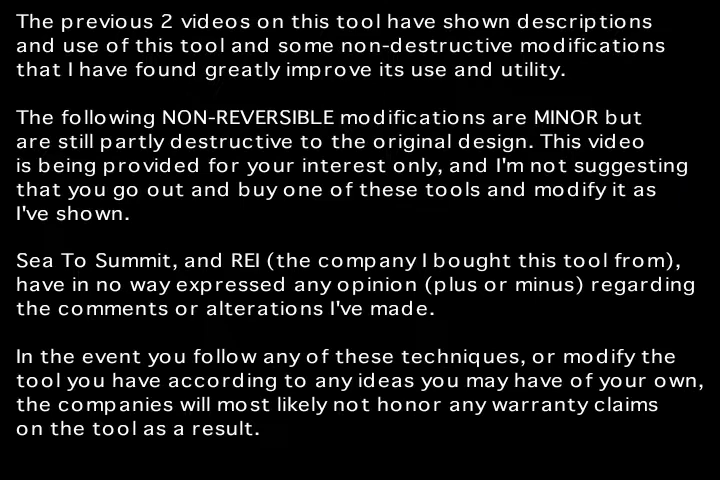 The previous 2 videos on this tool have shown descriptions
and use of this tool and some non-destructive modifications
that I have found greatly improve its use and utility.
The following NON-REVERSIBLE modifications are MINOR but
are still partly destructive to the original design. This video
is being provided for your interest only, and I'm not suggesting
that you go out and buy one of these tools and modify it as
I've shown.
Sea To Summit, and REI (the company I bought this tool from),
have in no way expressed any opinion (plus or minus) regarding
the comments or alterations I've made.
In the event you follow any of these techniques, or modify the
tool you have according to any ideas you may have of your own,
the companies will most likely not honor any warranty claims
on the tool as a result.